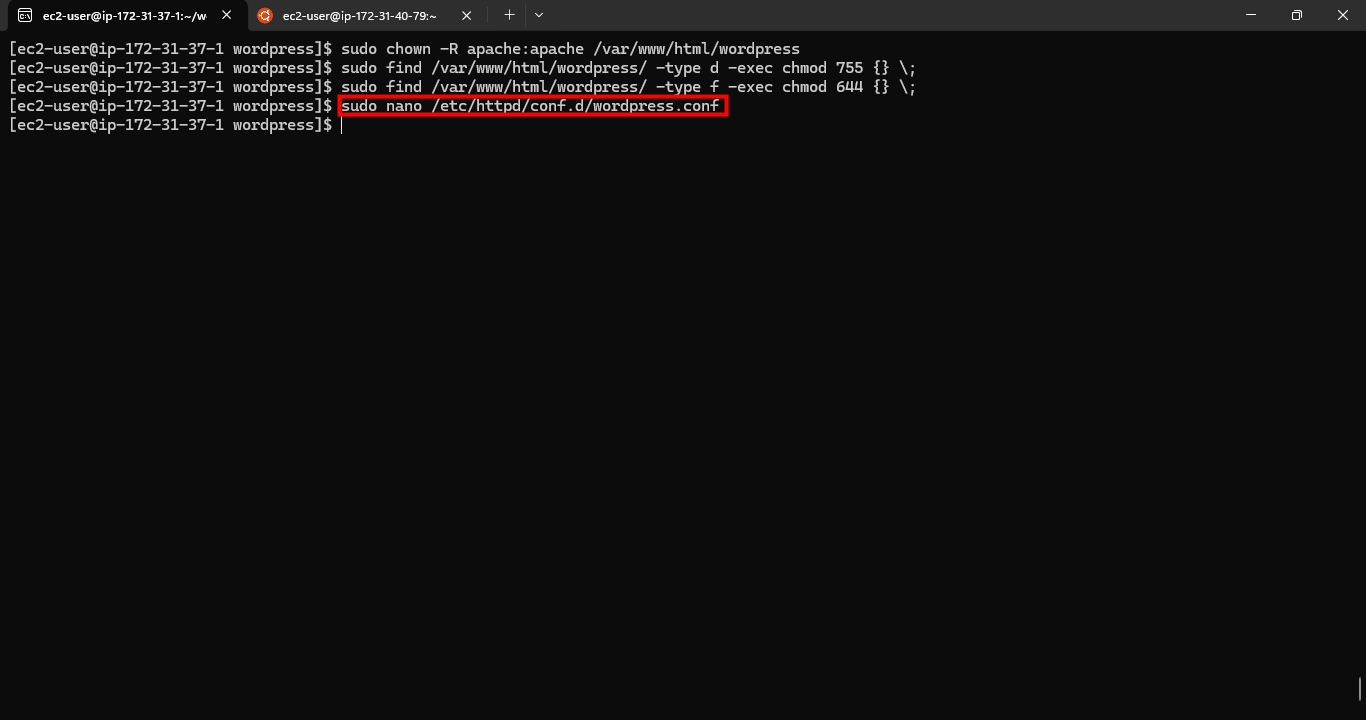 ec2-user@ip-172-31-37-1:~/w
ec2-user@ip-172-31-40-79:~
[ec2-user@ip-172-31-37-1 wordpress]$ sudo chown -R apache:apache /var/www/html/wordpress
[ec2-user@ip-172-31-37-1 wordpress]$ sudo find /var/www/html/wordpress/ -type d -exec chmod 755 {} \;
[ec2-user@ip-172-31-37-1 wordpress]$ sudo find /var/www/html/wordpress/ -type f -exec chmod 644 {} \;
[ec2-user@ip-172-31-37-1 wordpress]$ sudo nano /etc/httpd/conf.d/wordpress.conf
[ec2-user@ip-172-31-37-1 wordpress]$